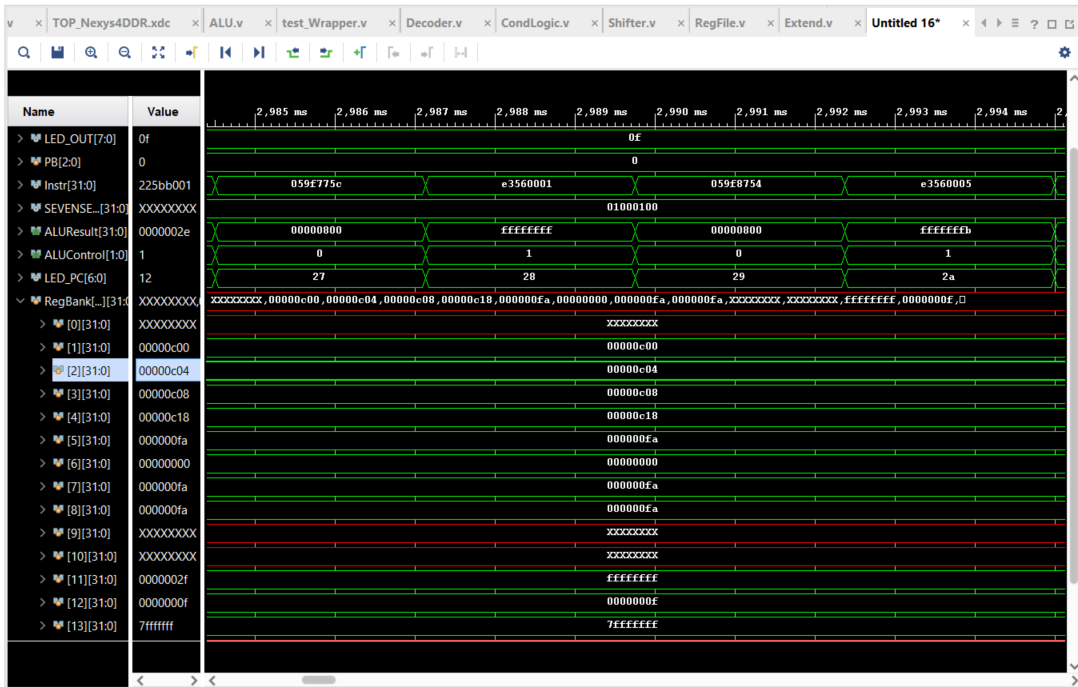 v TOP_Nexys4DDR.xdc ALU.v test_Wrapper.v Decoder.v CondLogic.v Shifter.v RegFile.v Extend.v Untitled 16*
Name Value
2,985 ms 2,986 ms 2,987 ms 2,988 ms 2,989 ms 2,990 ms 2,991 ms 2,992 ms 2,993 ms 2,994 ms 2,
LED_OUT[7:0] 0f 0f
PB[2:0] 0 0
Instr[31:0] 225bb001 059f775c e3560001 059f8754 e3560005
SEVENSE...[31:0] XXXXXXXX 01000100
ALUResult[31:0] 0000002e 00000800 ffffffff 00000800 fffffffb
ALUControl[1:0] 1 0 1 0 1
LED_PC[6:0] 12 27 28 29 2a
RegBank[...][31:0 XXXXXXXX, XXXXXXXX,00000c00,00000c04,00000c08,00000c18,000000fa,00000000,000000fa,000000fa,XXXXXXXX,XXXXXXXX,ffffffff,0000000f,
[0][31:0] XXXXXXXX XXXXXXXX
[1][31:0] 00000c00 00000c00
[2][31:0] 00000c04 00000c04
[3][31:0] 00000c08 00000c08
[4][31:0] 00000c18 00000c18
[5][31:0] 000000fa 000000fa
[6][31:0] 00000000 00000000
[7][31:0] 000000fa 000000fa
[8][31:0] 000000fa 000000fa
[9][31:0] XXXXXXXX XXXXXXXX
[10][31:0] XXXXXXXX XXXXXXXX
[11][31:0] 0000002f ffffffff
[12][31:0] 0000000f 0000000f
[13][31:0] 7fffffff 7fffffff